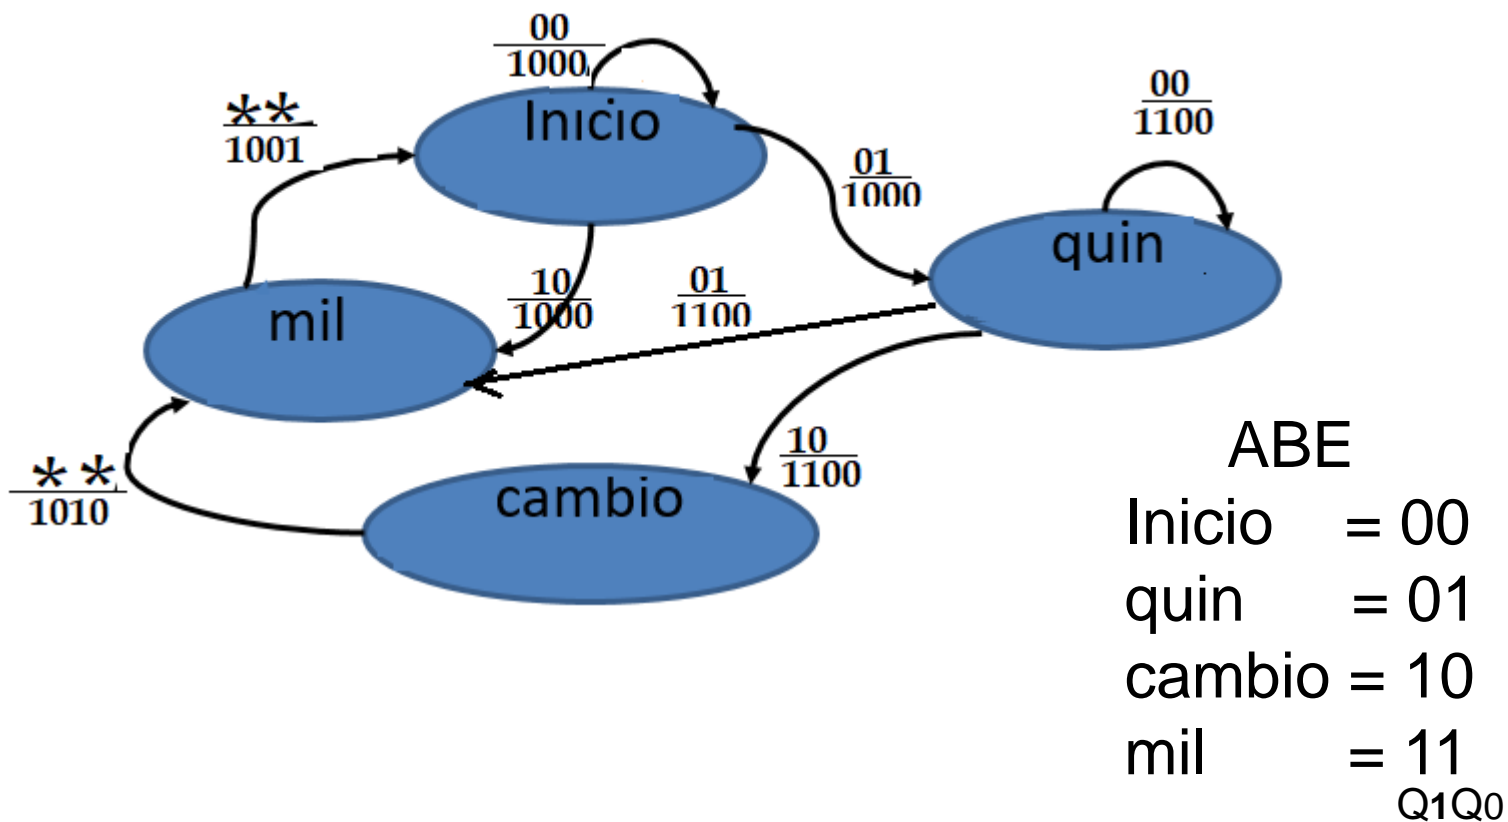 00
1000
**
1001
Inicio
00
1100
01
1000
quin
10
1000
01
1100
mil
10
1100
**
1010
cambio
ABE
Inicio = 00
quin = 01
cambio = 10
mil = 11
Q1Q0